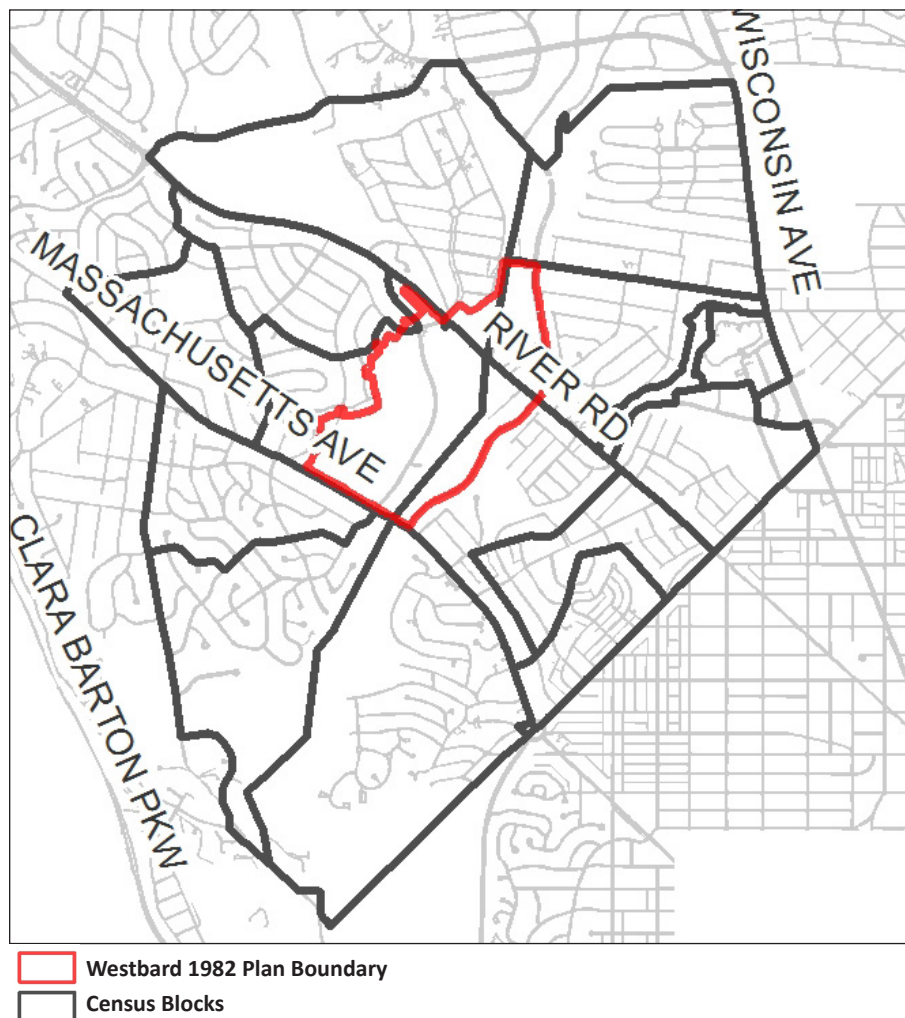 WISCONSIN AVE
MASSACHUSETTS AVE
RIVER RD
CLARA BARTON PKW
Westbard 1982 Plan Boundary
Census Blocks